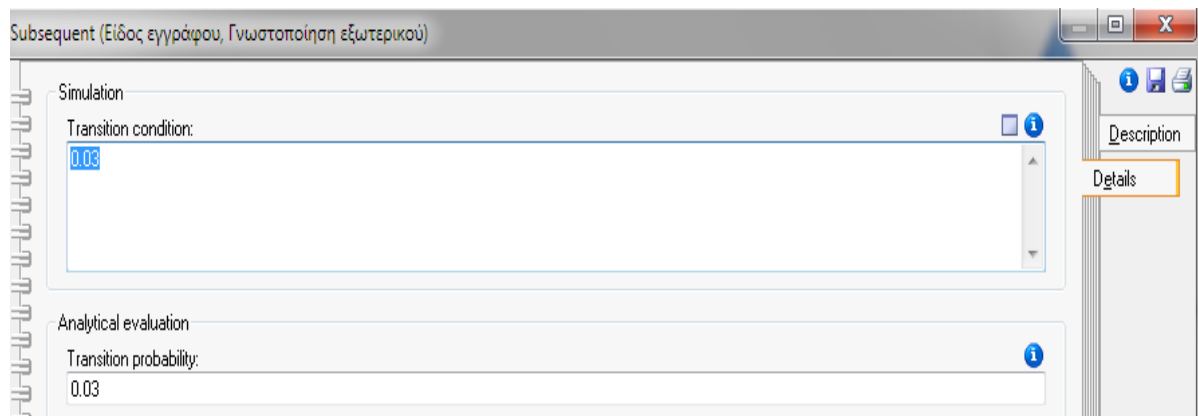 Subsequent (Είδος εγγράφου, Γνωστοποίηση εξωτερικού)
Simulation
Transition condition:
0.03
Description
Details
Analytical evaluation
Transition probability:
0.03